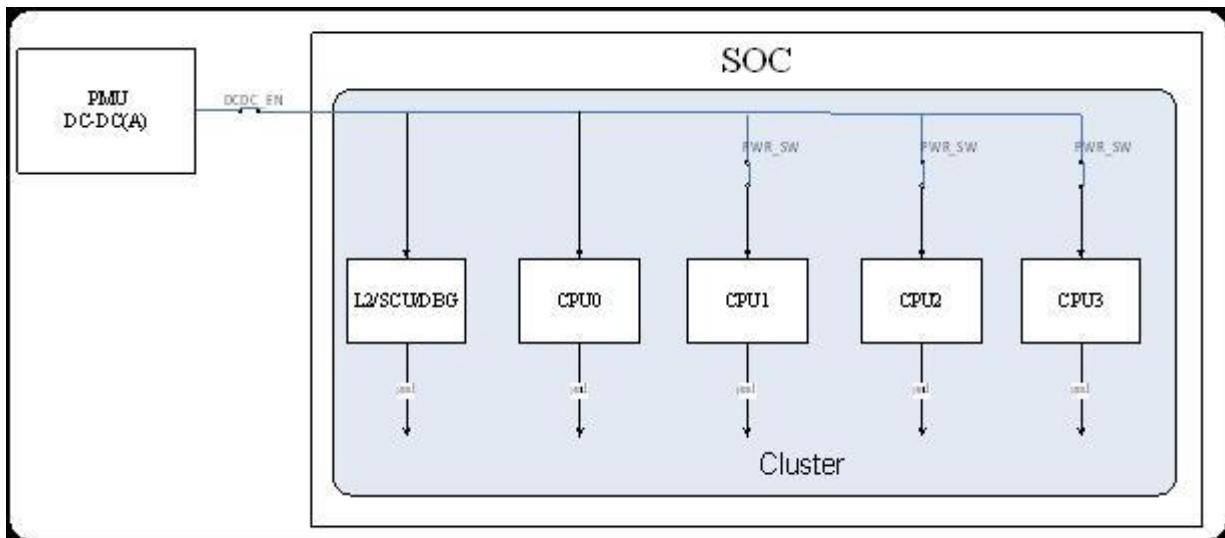 SOC
PMU
DC-DC(A)
DCDC_EN
PWR_SW
PWR_SW
PWR_SW
L2/SCU/DBG
CPU0
CPU1
CPU2
CPU3
Cluster